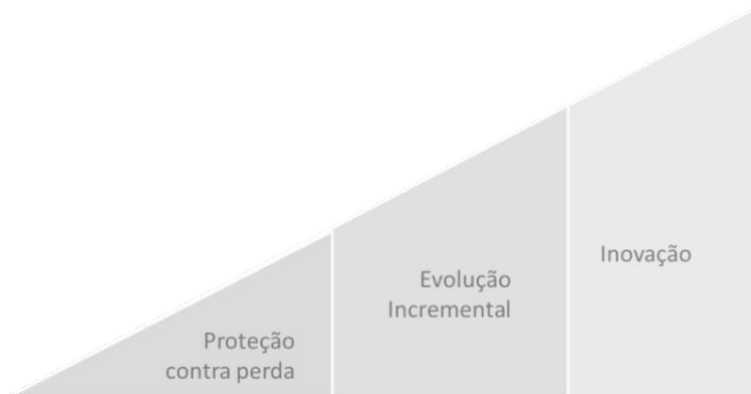 Proteção
contra perda
Evolução
Incremental
Inovação